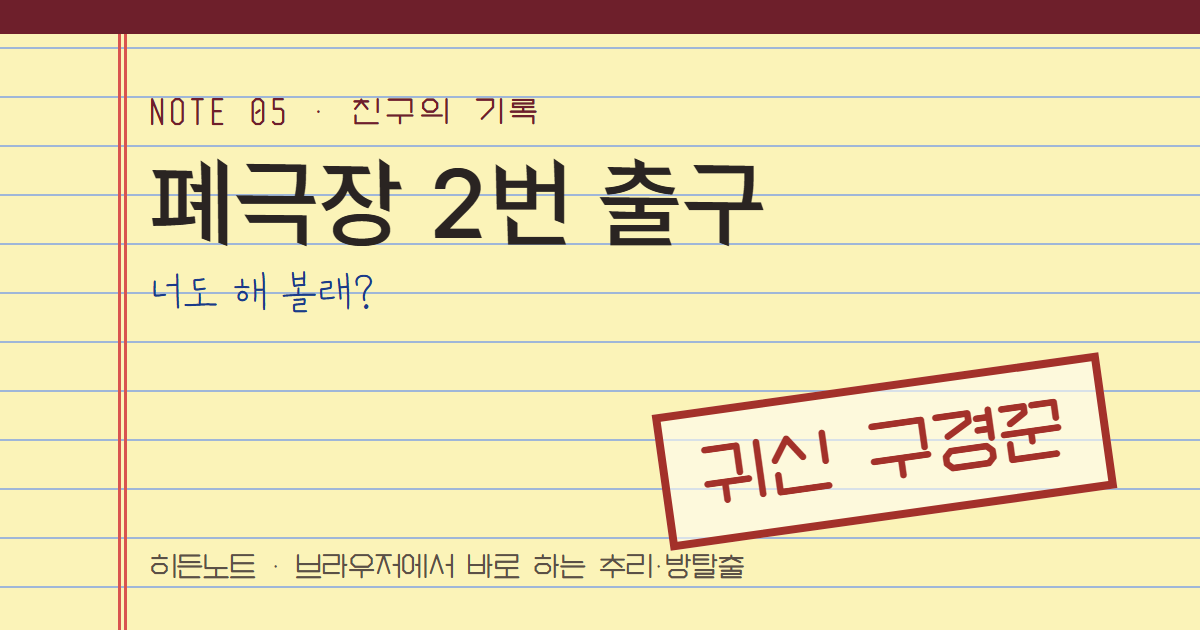 NOTE 05 · 친구의 기록
폐극장 2번 출구
너도 해 볼래?
귀신 구경꾼
히든노트 · 브라우저에서 바로 하는 추리·방탈출